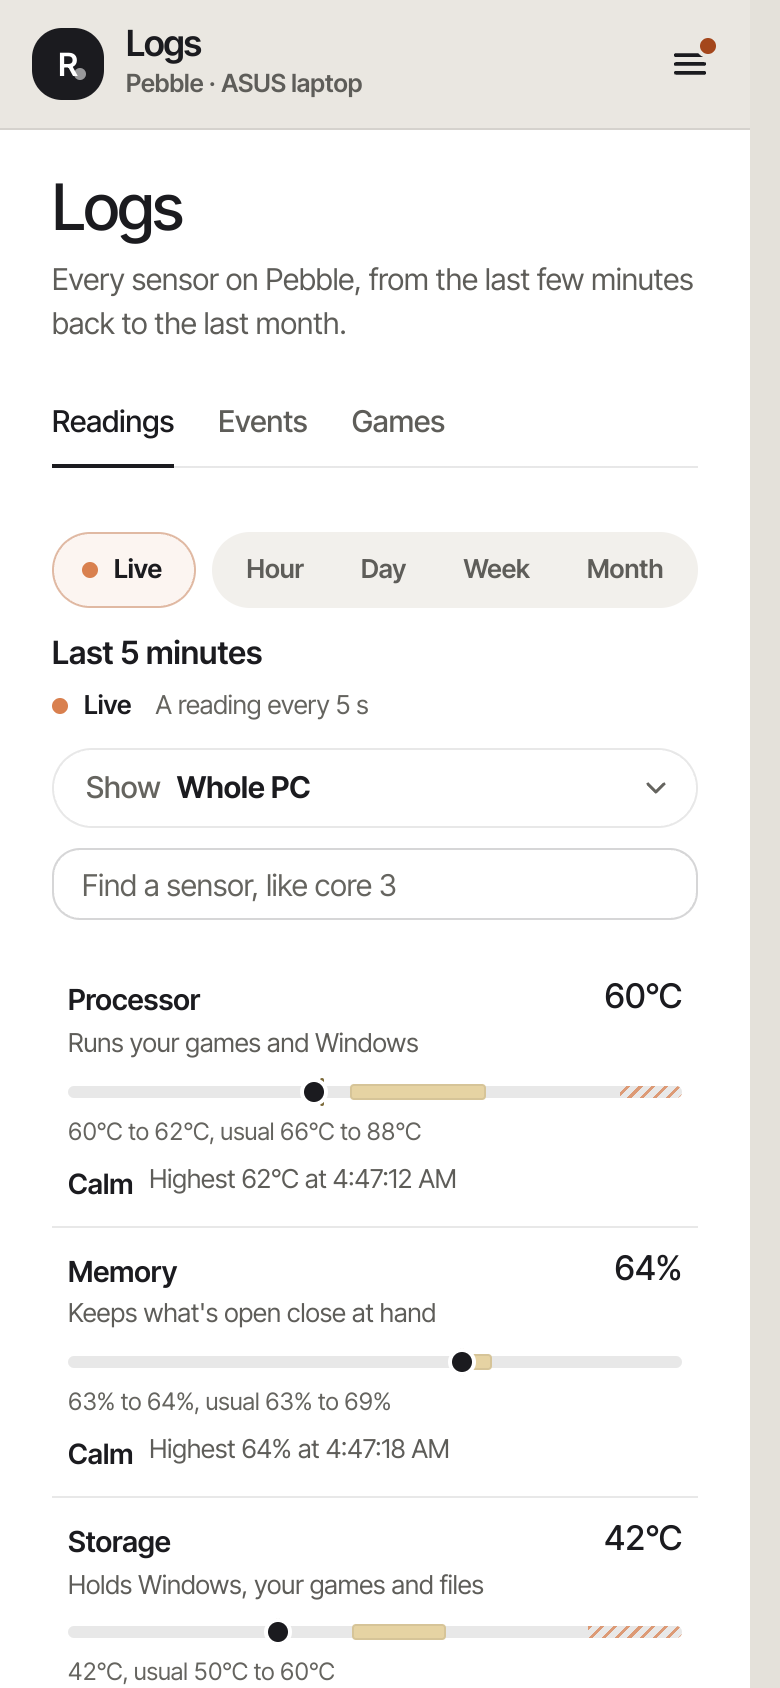 R
Logs
Pebble · ASUS laptop
Logs
Every sensor on Pebble, from the last few minutes
back to the last month.
Readings Events Games
Live Hour Day Week Month
Last 5 minutes
Live A reading every 5 s
Show Whole PC
Find a sensor, like core 3
Processor 60°C
Runs your games and Windows
60°C to 62°C, usual 66°C to 88°C
Calm Highest 62°C at 4:47:12 AM
Memory 64%
Keeps what's open close at hand
63% to 64%, usual 63% to 69%
Calm Highest 64% at 4:47:18 AM
Storage 42°C
Holds Windows, your games and files
42°C, usual 50°C to 60°C